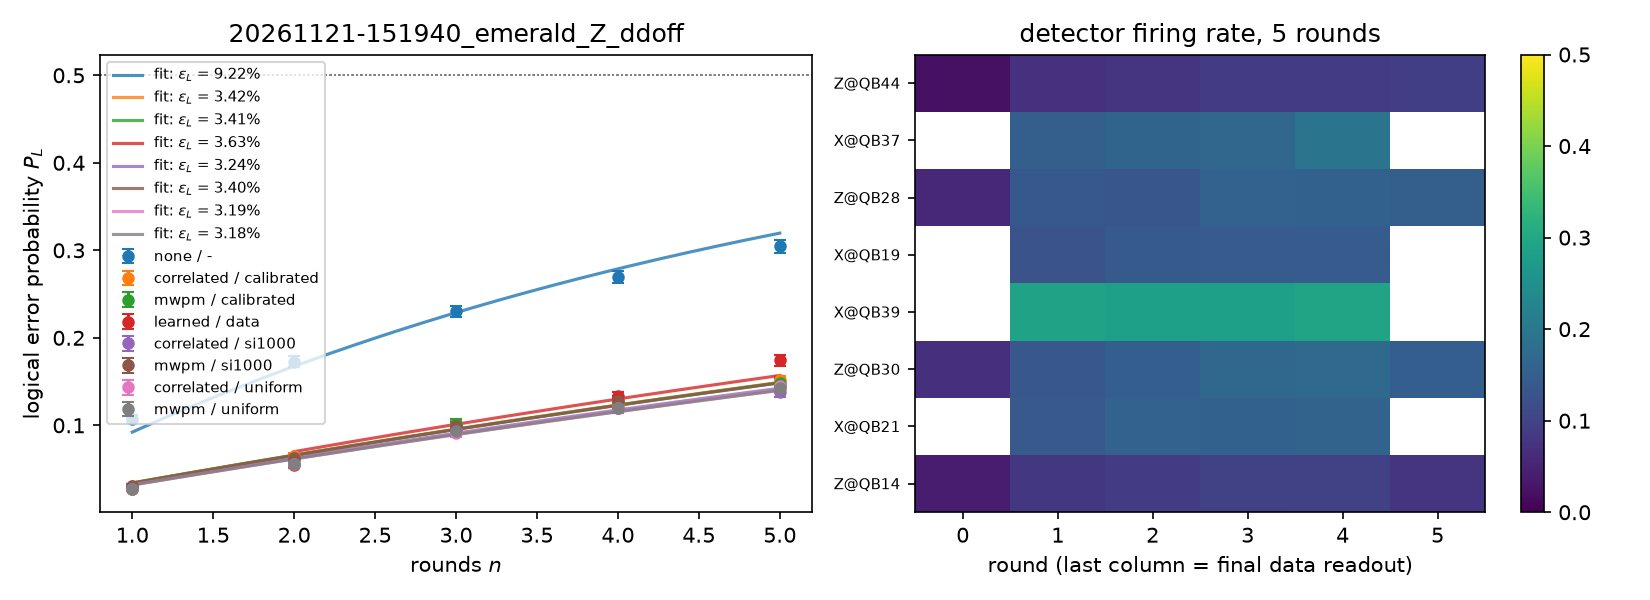 20261121-151940_emerald_Z_ddoff
logical error probability P_L
0.5
0.4
0.3
0.2
0.1
fit: ε_L = 9.22%
fit: ε_L = 3.42%
fit: ε_L = 3.41%
fit: ε_L = 3.63%
fit: ε_L = 3.24%
fit: ε_L = 3.40%
fit: ε_L = 3.19%
fit: ε_L = 3.18%
none / -
correlated / calibrated
mwpm / calibrated
learned / data
correlated / si1000
mwpm / si1000
correlated / uniform
mwpm / uniform
1.0 1.5 2.0 2.5 3.0 3.5 4.0 4.5 5.0
rounds n
detector firing rate, 5 rounds
Z@QB44
X@QB37
Z@QB28
X@QB19
X@QB39
Z@QB30
X@QB21
Z@QB14
0 1 2 3 4 5
round (last column = final data readout)
0.5
0.4
0.3
0.2
0.1
0.0